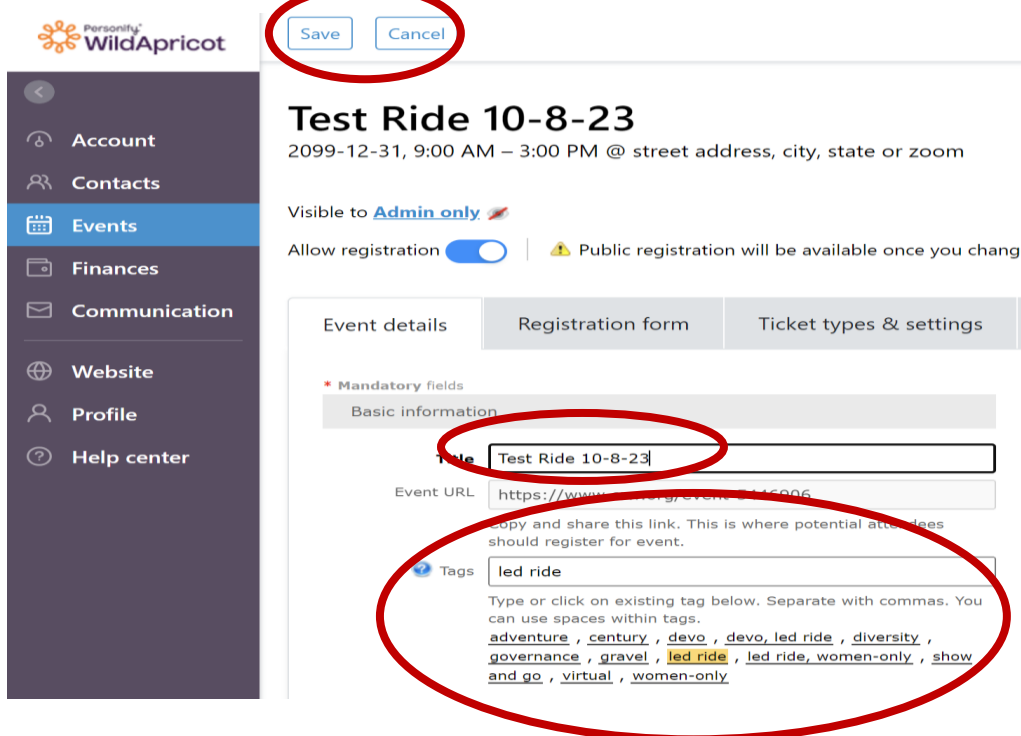 Personify
WildApricot
Save Cancel
Account
Contacts
Events
Finances
Communication
Website
Profile
Help center
Test Ride 10-8-23
2099-12-31, 9:00 AM – 3:00 PM @ street address, city, state or zoom
Visible to Admin only
Allow registration Public registration will be available once you chang
Event details Registration form Ticket types & settings
* Mandatory fields
Basic information
Title Test Ride 10-8-23
Event URL
Copy and share this link. This is where potential attendees
should register for event.
Tags led ride
Type or click on existing tag below. Separate with commas. You
can use spaces within tags.
adventure , century , devo , devo, led ride , diversity ,
governance , gravel , led ride , led ride, women-only , show
and go , virtual , women-only